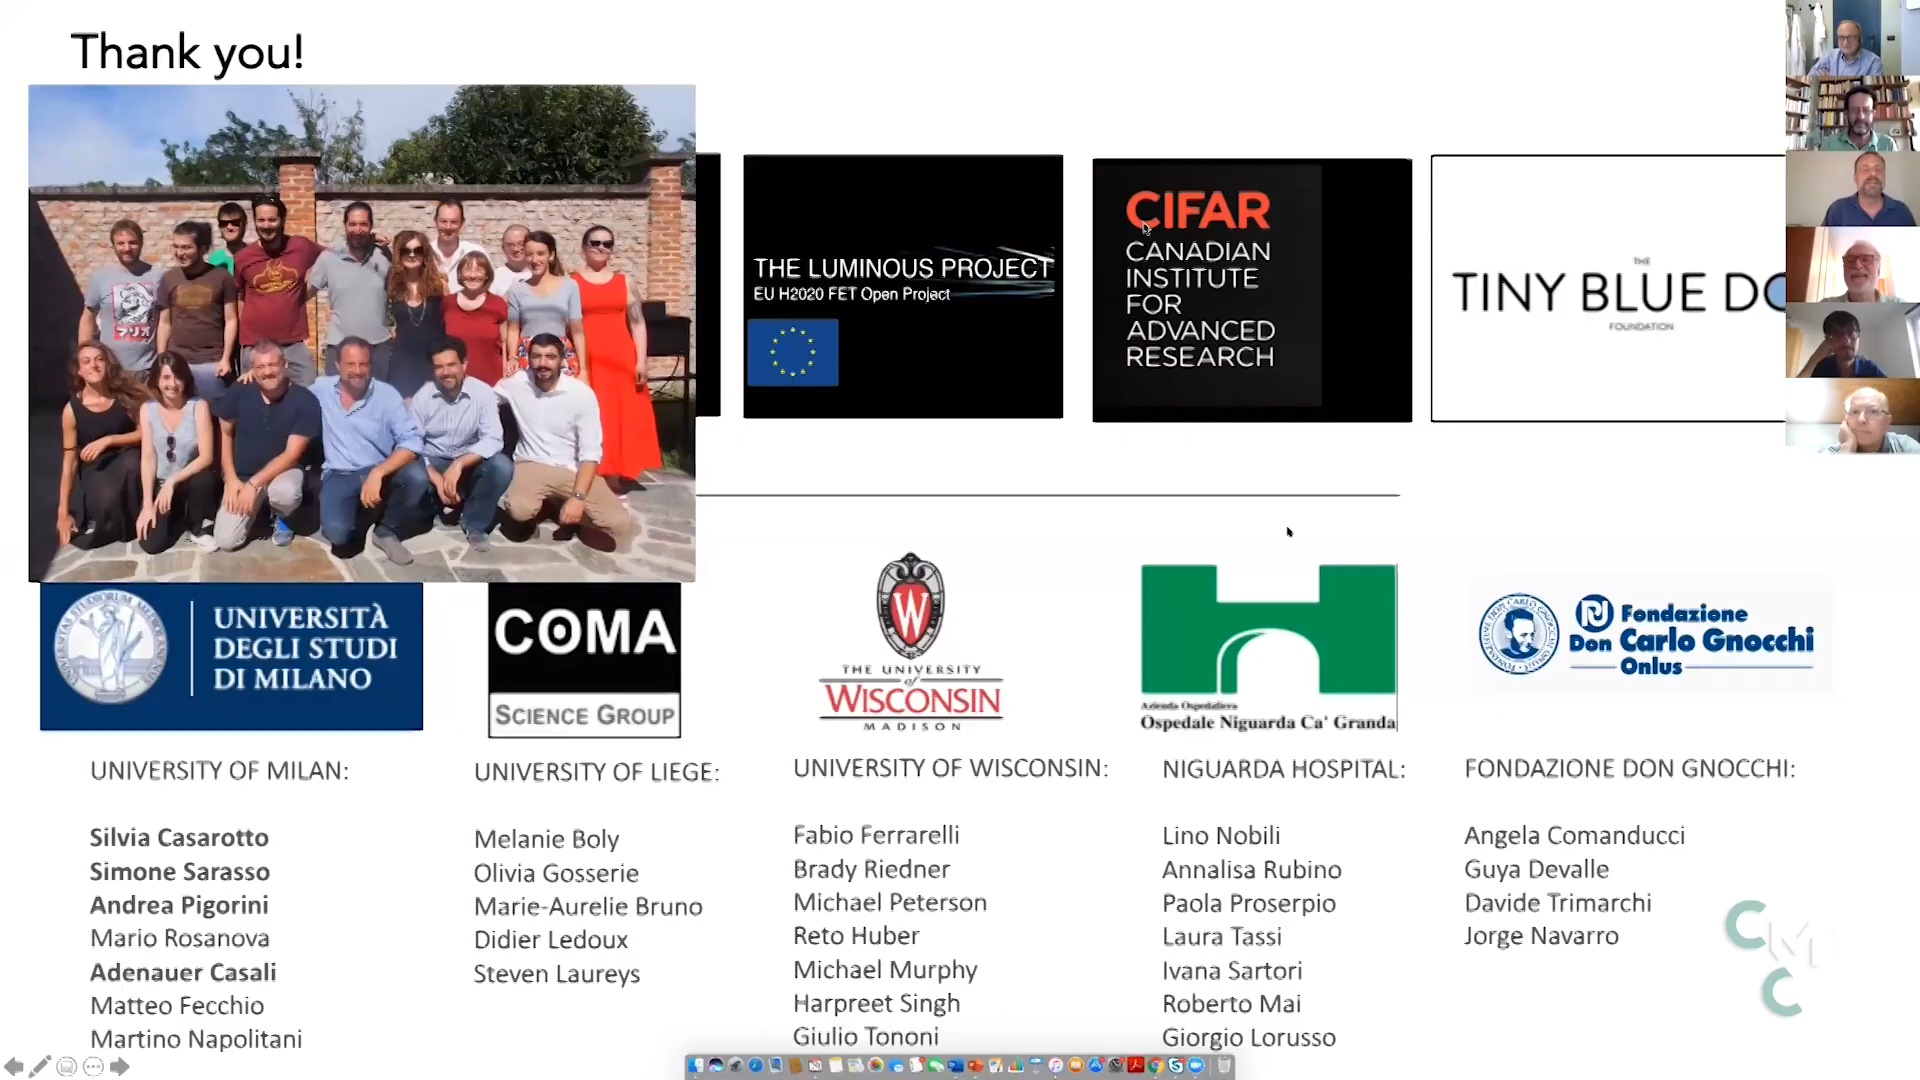 Thank you!
THE LUMINOUS PROJECT
EU H2020 FET Open Project
CIFAR
CANADIAN
INSTITUTE
FOR
ADVANCED
RESEARCH
THE
TINY BLUE DO
FOUNDATION
UNIVERSITÀ
DEGLI STUDI
DI MILANO
COMA
SCIENCE GROUP
W
THE UNIVERSITY
of
WISCONSIN
MADISON
Azienda Ospedaliera
Ospedale Niguarda Ca' Granda
Fondazione
Don Carlo Gnocchi
Onlus
UNIVERSITY OF MILAN:
Silvia Casarotto
Simone Sarasso
Andrea Pigorini
Mario Rosanova
Adenauer Casali
Matteo Fecchio
Martino Napolitani
UNIVERSITY OF LIEGE:
Melanie Boly
Olivia Gosserie
Marie-Aurelie Bruno
Didier Ledoux
Steven Laureys
UNIVERSITY OF WISCONSIN:
Fabio Ferrarelli
Brady Riedner
Michael Peterson
Reto Huber
Michael Murphy
Harpreet Singh
Giulio Tononi
NIGUARDA HOSPITAL:
Lino Nobili
Annalisa Rubino
Paola Proserpio
Laura Tassi
Ivana Sartori
Roberto Mai
Giorgio Lorusso
FONDAZIONE DON GNOCCHI:
Angela Comanducci
Guya Devalle
Davide Trimarchi
Jorge Navarro
CMC